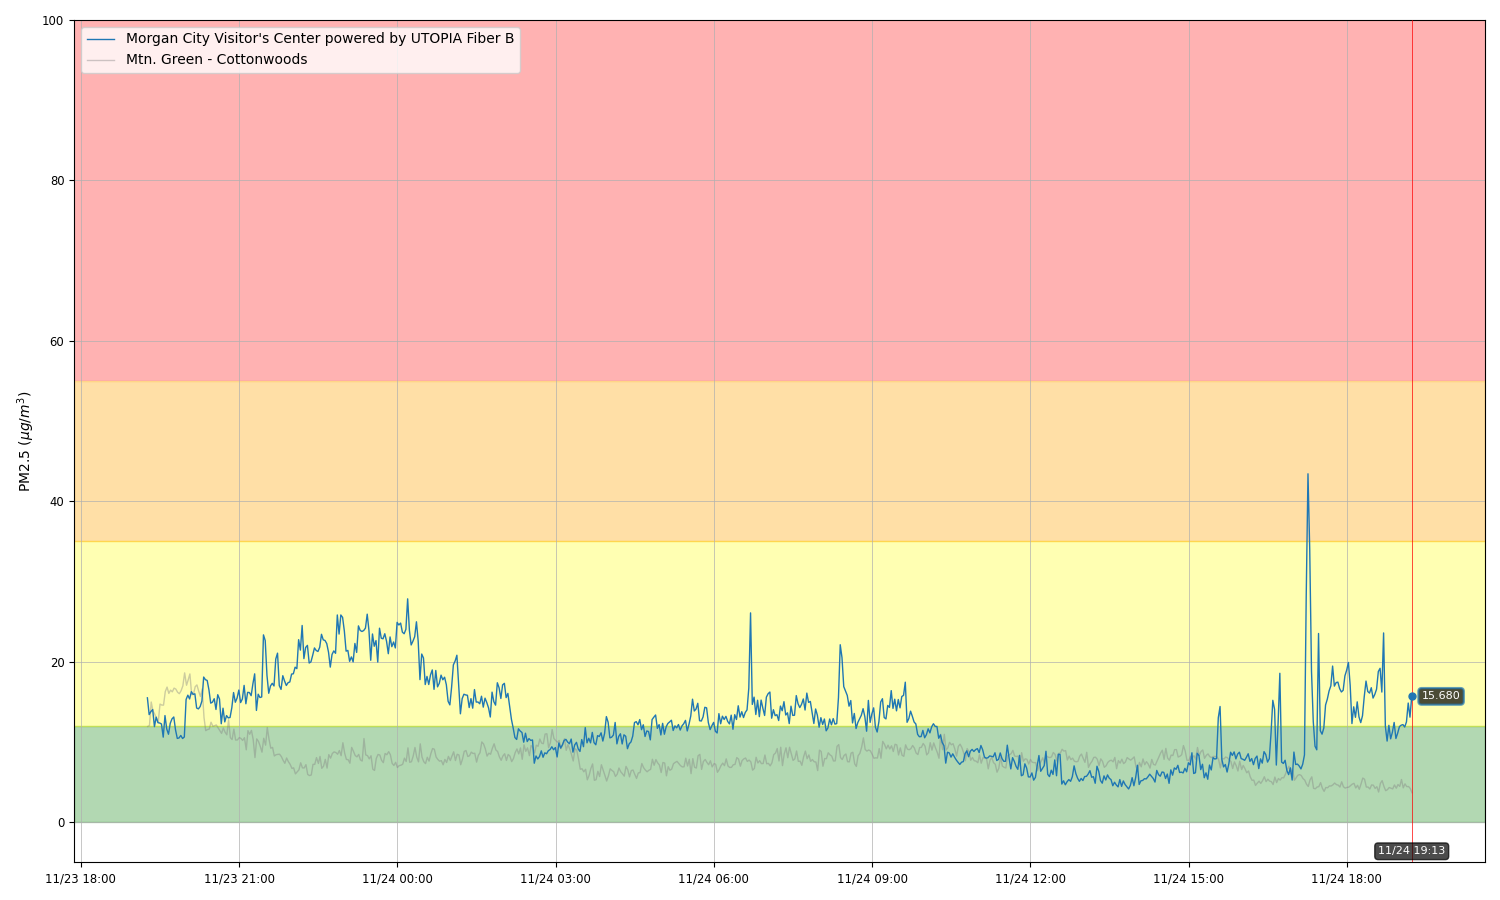 100
Morgan City Visitor's Center powered by UTOPIA Fiber B
Mtn. Green - Cottonwoods
80
60
40
20
0
PM2.5 (μg/m³)
15.680
11/24 19:13
11/23 18:00 11/23 21:00 11/24 00:00 11/24 03:00 11/24 06:00 11/24 09:00 11/24 12:00 11/24 15:00 11/24 18:00